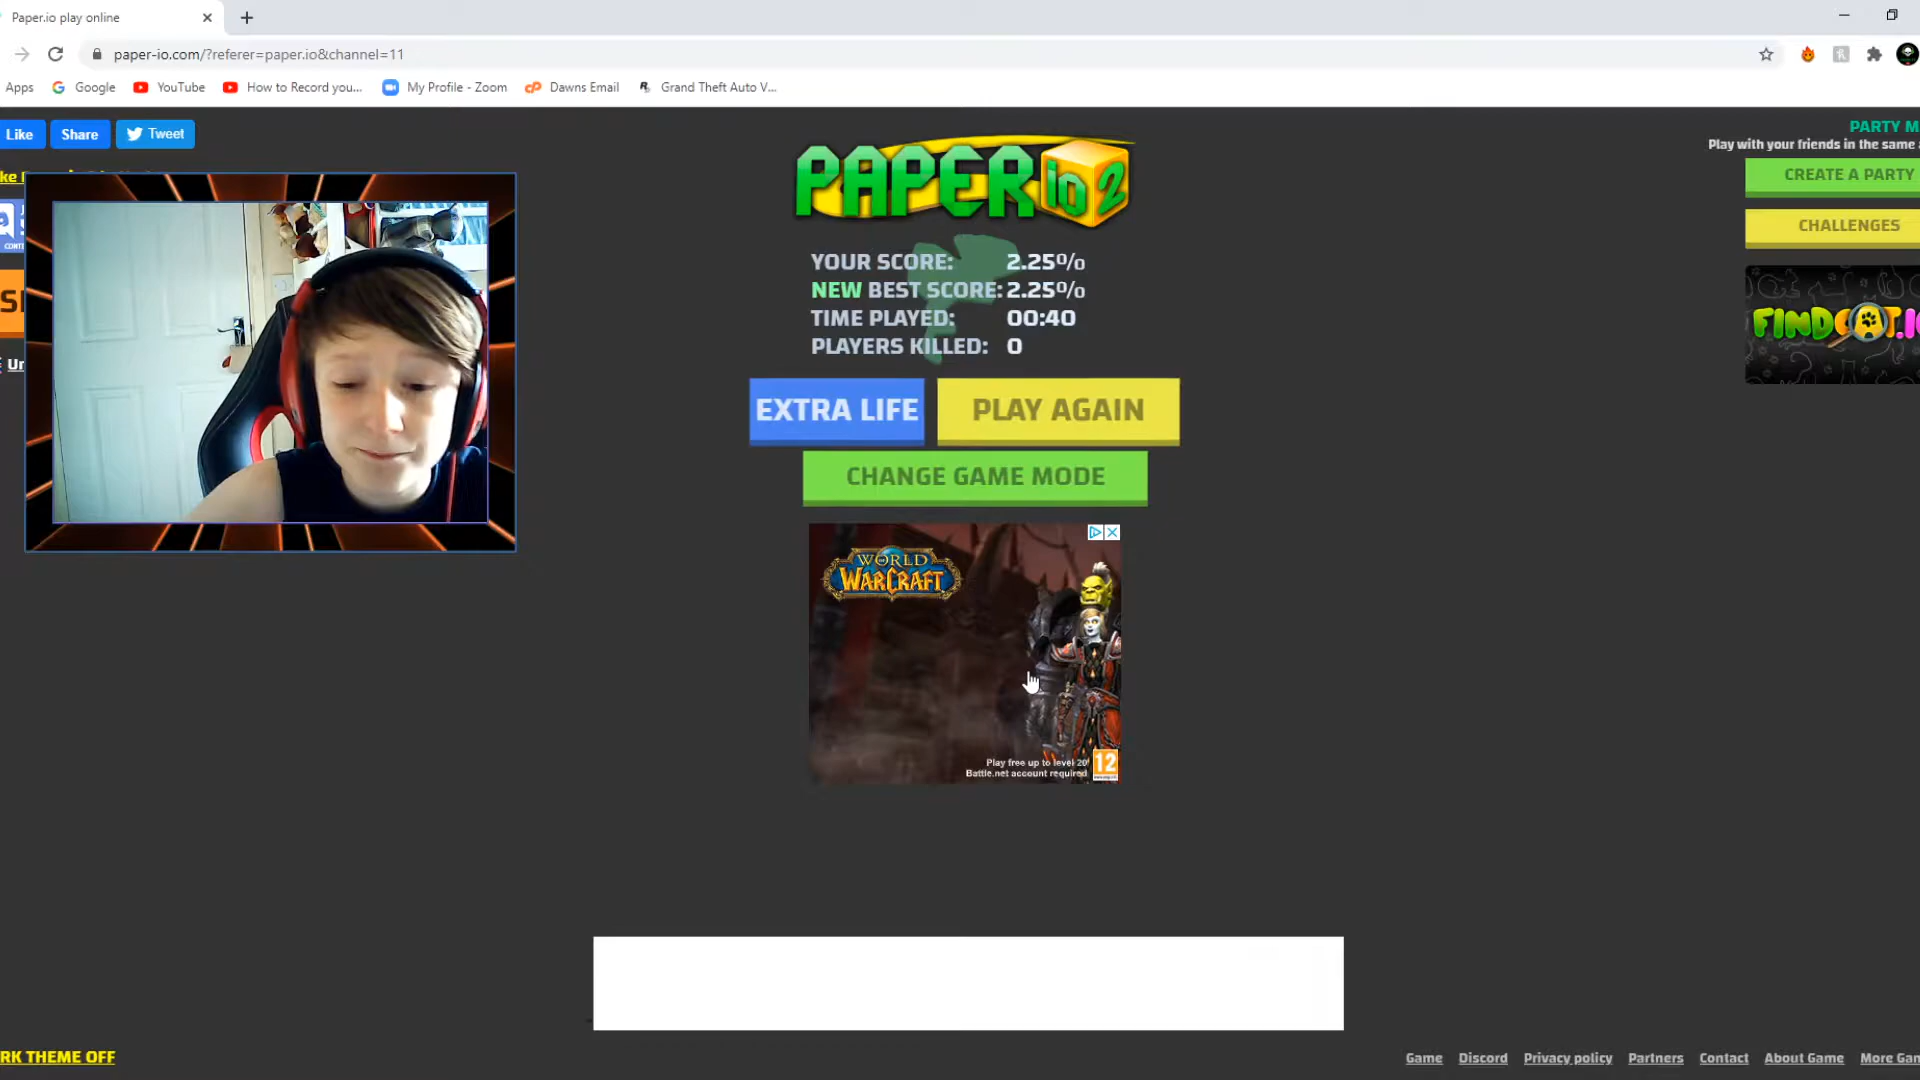 Paper.io play online
paper-io.com/?referer=paper.io&channel=11
Apps Google YouTube How to Record you... My Profile - Zoom Dawns Email Grand Theft Auto V...
Like Share Tweet
PARTY M
Play with your friends in the same
CREATE A PARTY
CHALLENGES
PAPER io 2
YOUR SCORE: 2.25%
NEW BEST SCORE: 2.25%
TIME PLAYED: 00:40
PLAYERS KILLED: 0
EXTRA LIFE PLAY AGAIN
CHANGE GAME MODE
WORLD
WARCRAFT
Play free up to level 20
Battle.net account required
12
RK THEME OFF
Game Discord Privacy policy Partners Contact About Game More Gam